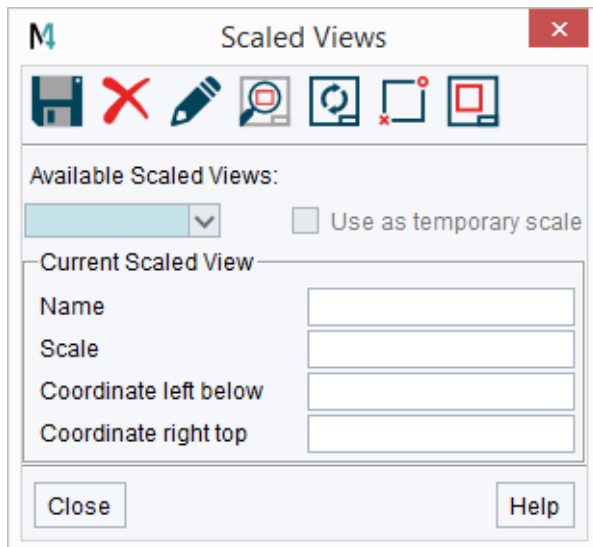 M4 Scaled Views
Available Scaled Views:
Use as temporary scale
Current Scaled View
Name
Scale
Coordinate left below
Coordinate right top
Close
Help